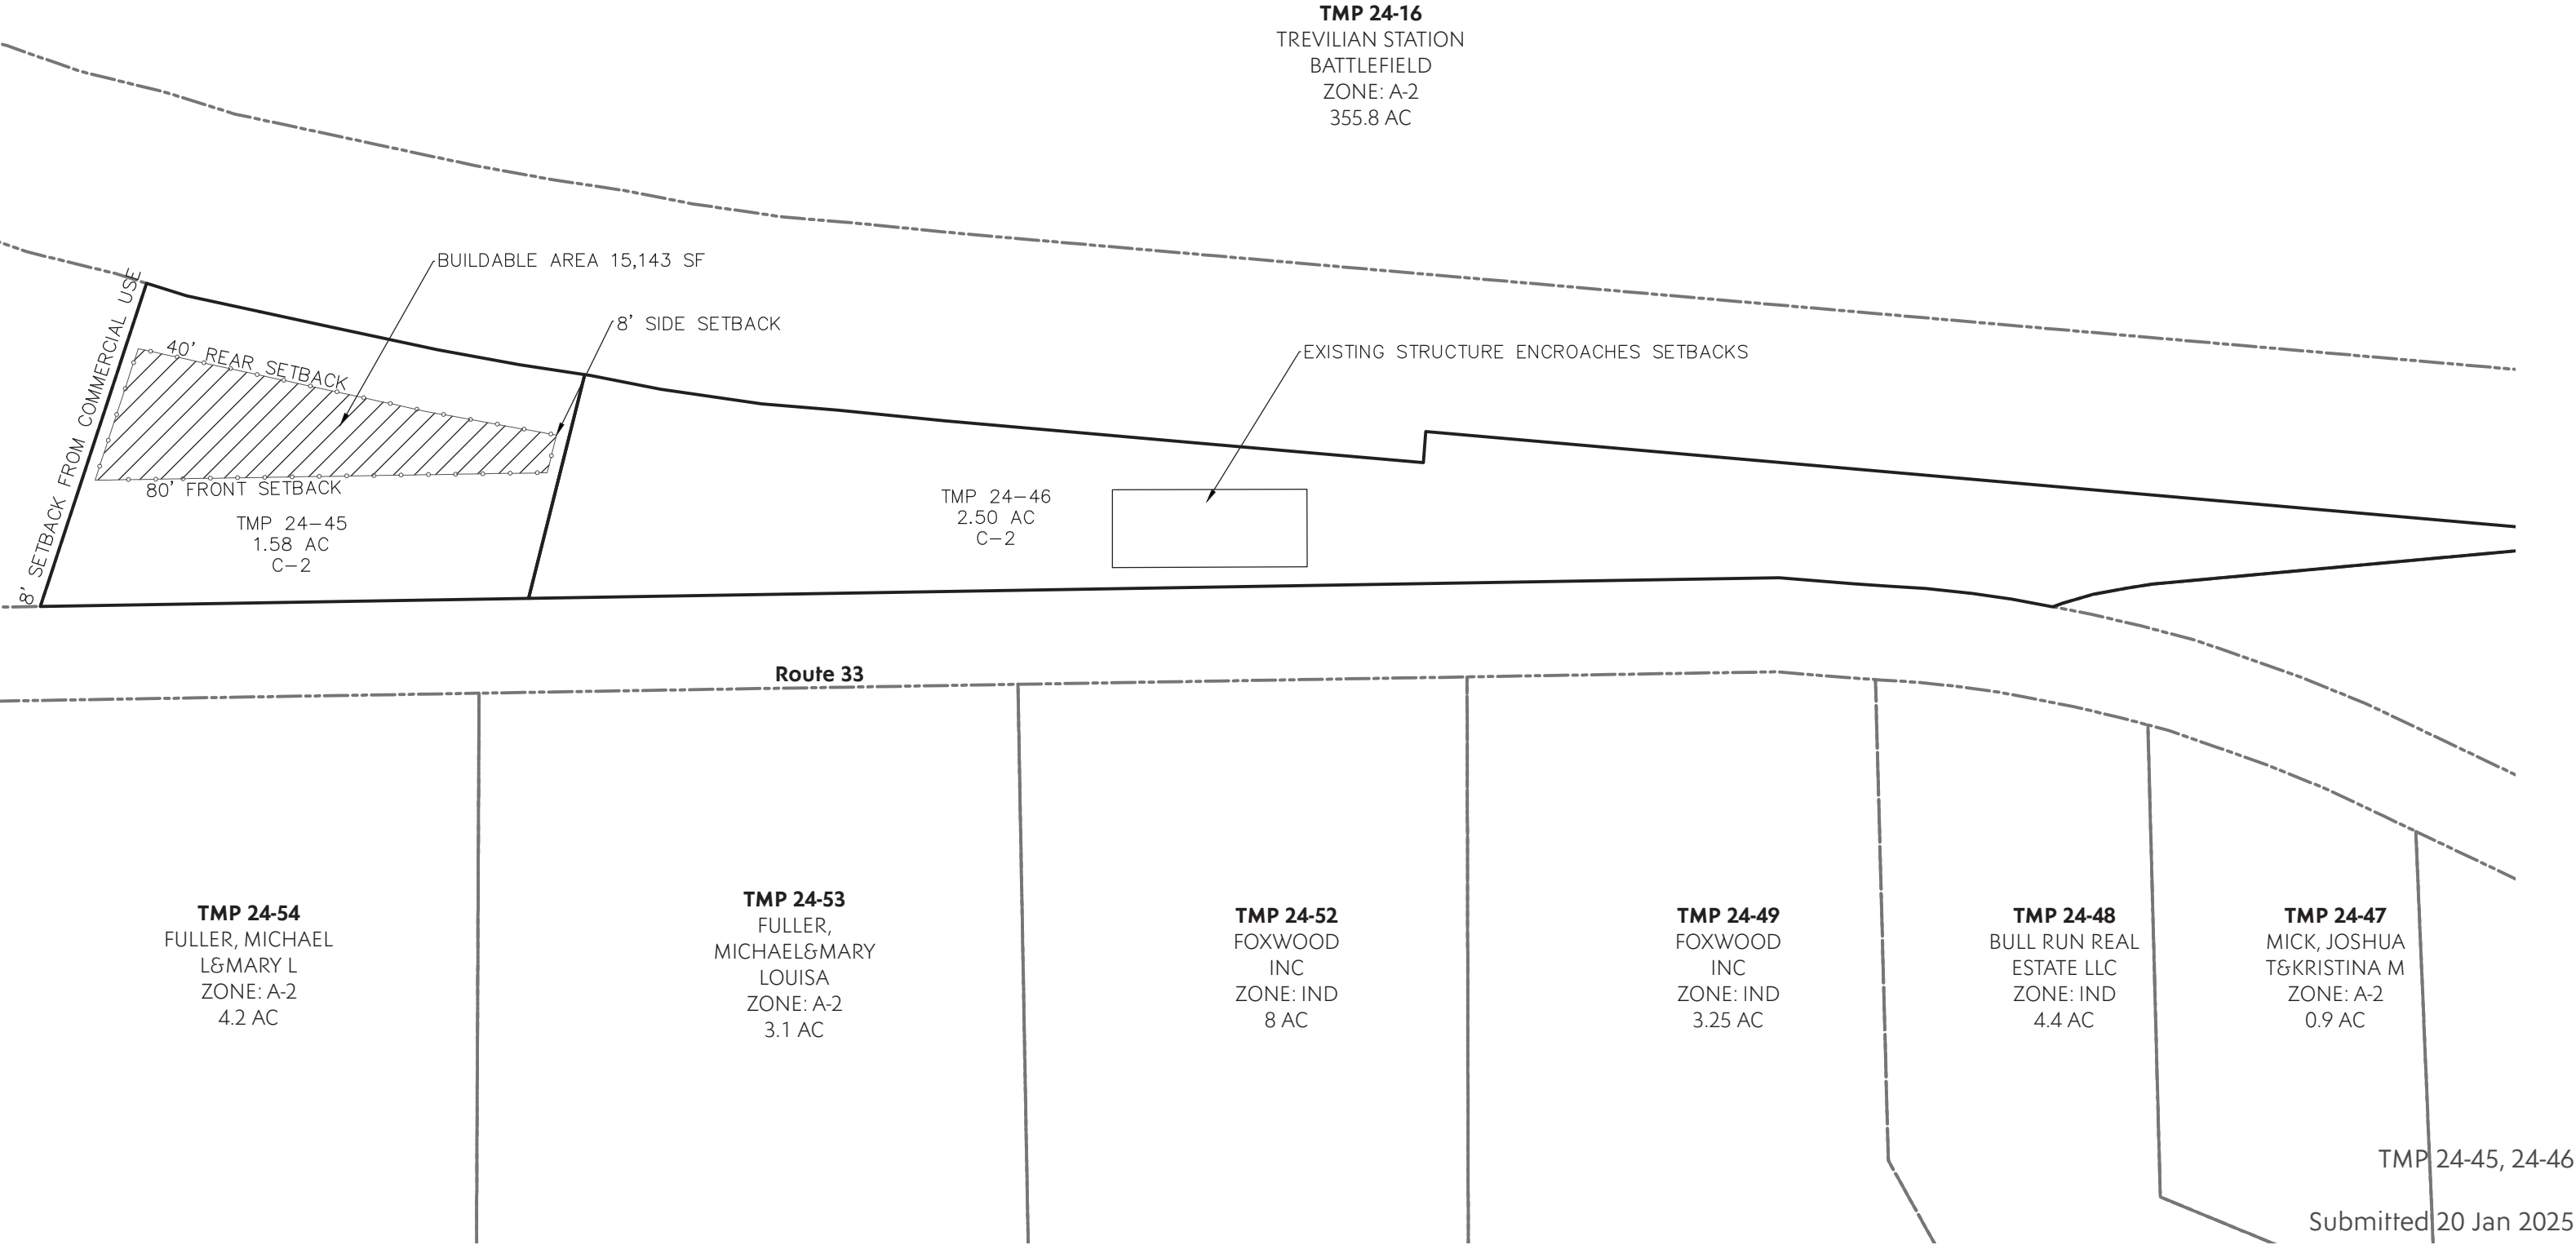 TMP 24-16
TREVILIAN STATION
BATTLEFIELD
ZONE: A-2
355.8 AC
BUILDABLE AREA 15,143 SF
8' SIDE SETBACK
EXISTING STRUCTURE ENCROACHES SETBACKS
8' SETBACK FROM COMMERCIAL USE
40' REAR SETBACK
80' FRONT SETBACK
TMP 24-45
1.58 AC
C-2
TMP 24-46
2.50 AC
C-2
Route 33
TMP 24-54
FULLER, MICHAEL
L&MARY L
ZONE: A-2
4.2 AC
TMP 24-53
FULLER,
MICHAEL&MARY
LOUISA
ZONE: A-2
3.1 AC
TMP 24-52
FOXWOOD
INC
ZONE: IND
8 AC
TMP 24-49
FOXWOOD
INC
ZONE: IND
3.25 AC
TMP 24-48
BULL RUN REAL
ESTATE LLC
ZONE: IND
4.4 AC
TMP 24-47
MICK, JOSHUA
T&KRISTINA M
ZONE: A-2
0.9 AC
TMP 24-45, 24-46
Submitted 20 Jan 2025